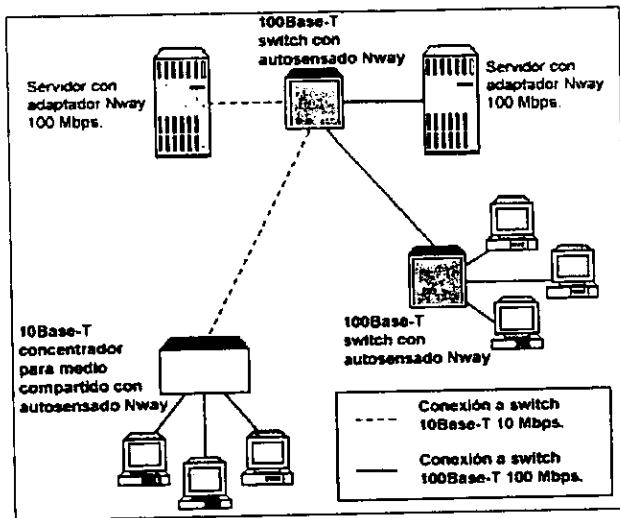 100Base-T
switch con
autosensado Nway
Servidor con
adaptador Nway
100 Mbps.
Servidor con
adaptador Nway
100 Mbps.
100Base-T
switch con
autosensado Nway
10Base-T
concentrador
para medio
compartido con
autosensado Nway
Conexión a switch
10Base-T 10 Mbps.
Conexión a switch
100Base-T 100 Mbps.